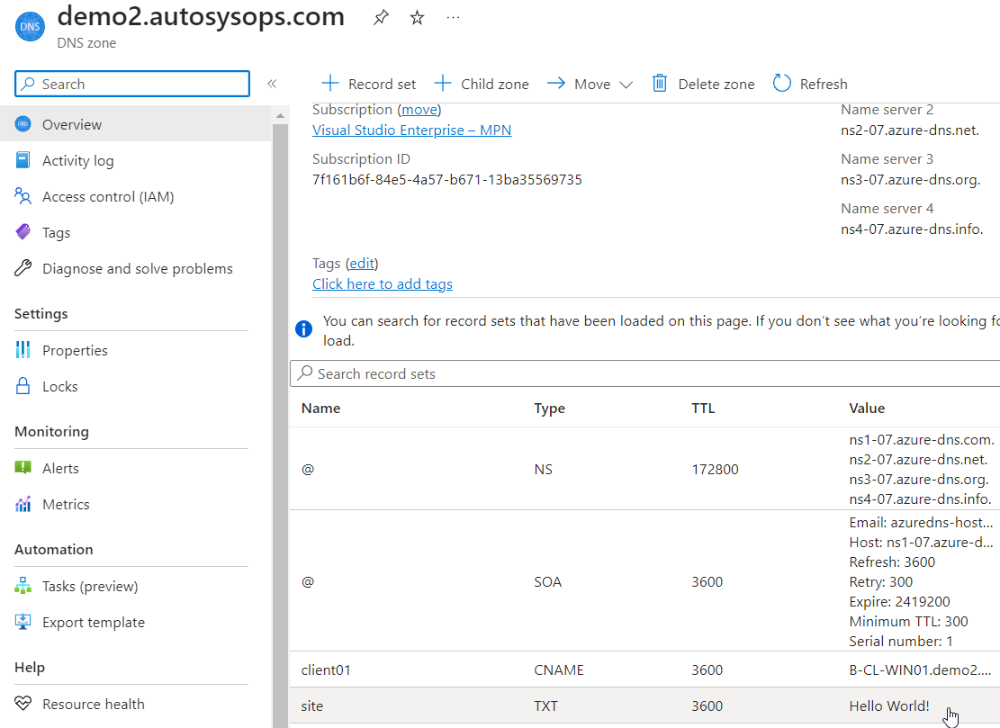 demo2.autosysops.com
DNS
DNS zone
Search
«
Record set
Child zone
Move
Delete zone
Refresh
Overview
Activity log
Access control (IAM)
Tags
Diagnose and solve problems
Settings
Properties
Locks
Monitoring
Alerts
Metrics
Automation
Tasks (preview)
Export template
Help
Resource health
Subscription (move)
Visual Studio Enterprise – MPN
Subscription ID
7f161b6f-84e5-4a57-b671-13ba35569735
Name server 2
ns2-07.azure-dns.net.
Name server 3
ns3-07.azure-dns.org.
Name server 4
ns4-07.azure-dns.info.
Tags (edit)
Click here to add tags
You can search for record sets that have been loaded on this page. If you don't see what you're looking fo
load.
Search record sets
Name Type TTL Value
@ NS 172800 ns1-07.azure-dns.com.
ns2-07.azure-dns.net.
ns3-07.azure-dns.org.
ns4-07.azure-dns.info.
@ SOA 3600 Email: azuredns-host...
Host: ns1-07.azure-d...
Refresh: 3600
Retry: 300
Expire: 2419200
Minimum TTL: 300
Serial number: 1
client01 CNAME 3600 B-CL-WIN01.demo2....
site TXT 3600 Hello World!